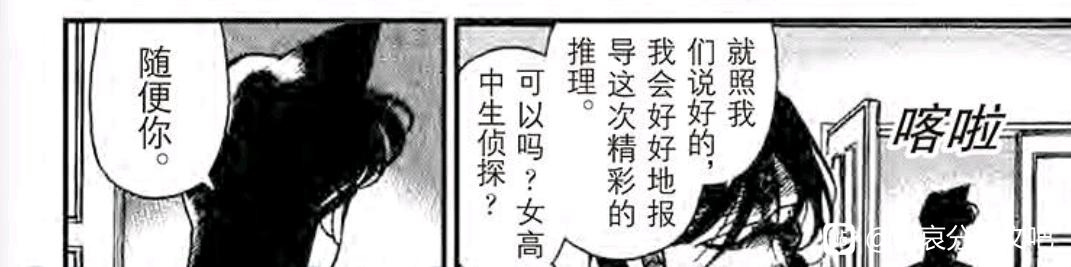 喀啦
就照我
们说好的，
我会好好地报
导这次精彩的
推理。
可以吗？女高
中生侦探？
随便你。